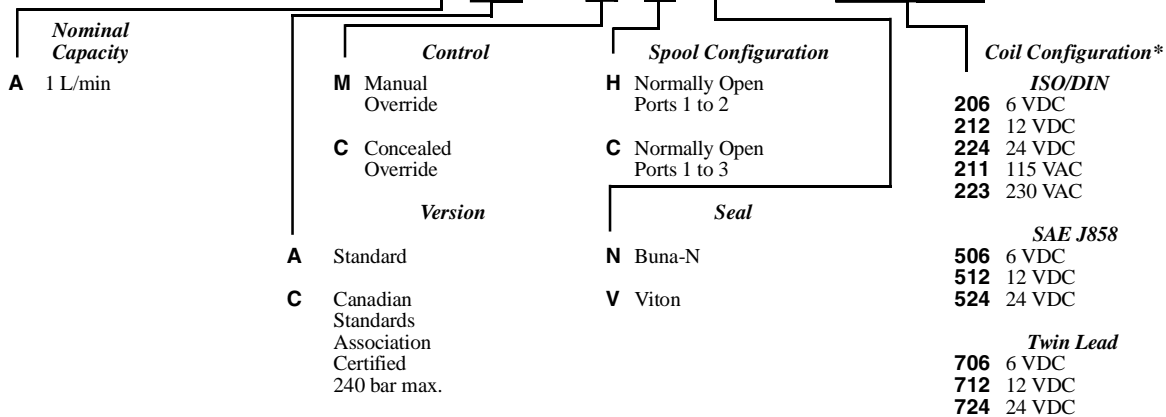 Nominal
Capacity
A 1 L/min
Control
M Manual
Override
C Concealed
Override
Version
A Standard
C Canadian
Standards
Association
Certified
240 bar max.
Spool Configuration
H Normally Open
Ports 1 to 2
C Normally Open
Ports 1 to 3
Seal
N Buna-N
V Viton
Coil Configuration*
ISO/DIN
206 6 VDC
212 12 VDC
224 24 VDC
211 115 VAC
223 230 VAC
SAE J858
506 6 VDC
512 12 VDC
524 24 VDC
Twin Lead
706 6 VDC
712 12 VDC
724 24 VDC